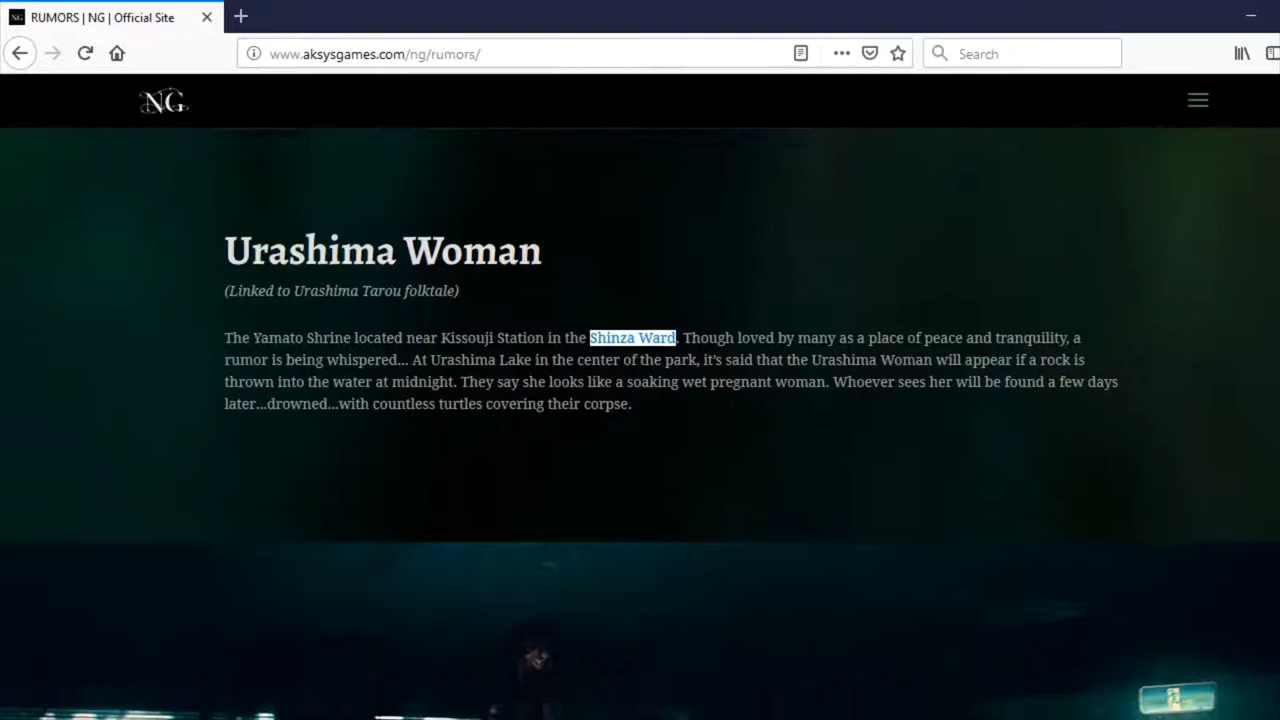 RUMORS | NG | Official Site
www.aksysgames.com/ng/rumors/
Search
NG
Urashima Woman
(Linked to Urashima Tarou folktale)
The Yamato Shrine located near Kissouji Station in the Shinza Ward. Though loved by many as a place of peace and tranquility, a
rumor is being whispered... At Urashima Lake in the center of the park, it's said that the Urashima Woman will appear if a rock is
thrown into the water at midnight. They say she looks like a soaking wet pregnant woman. Whoever sees her will be found a few days
later...drowned...with countless turtles covering their corpse.